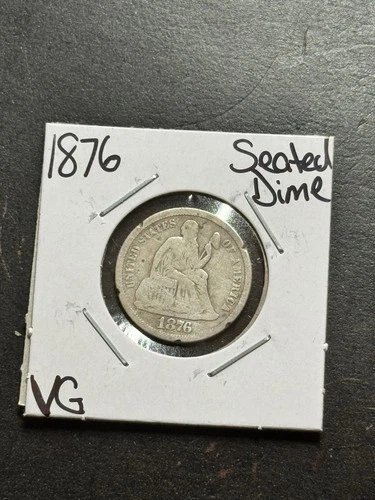 1876 Seated
Dime
UNITED STATES OF AMERICA
1876
VG